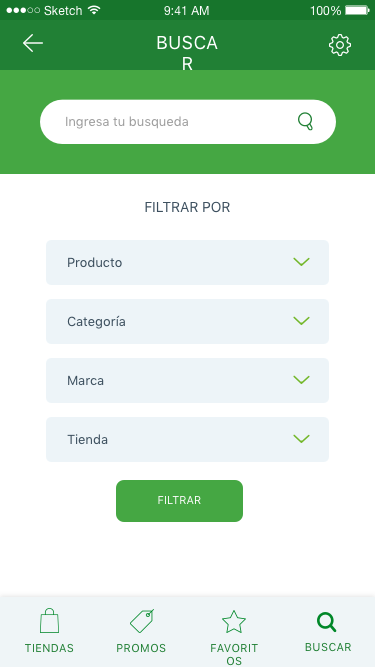 Sketch 9:41 AM 100%
BUSCA
R
Ingresa tu busqueda
FILTRAR POR
Producto
Categoría
Marca
Tienda
FILTRAR
TIENDAS PROMOS FAVORIT BUSCAR
OS